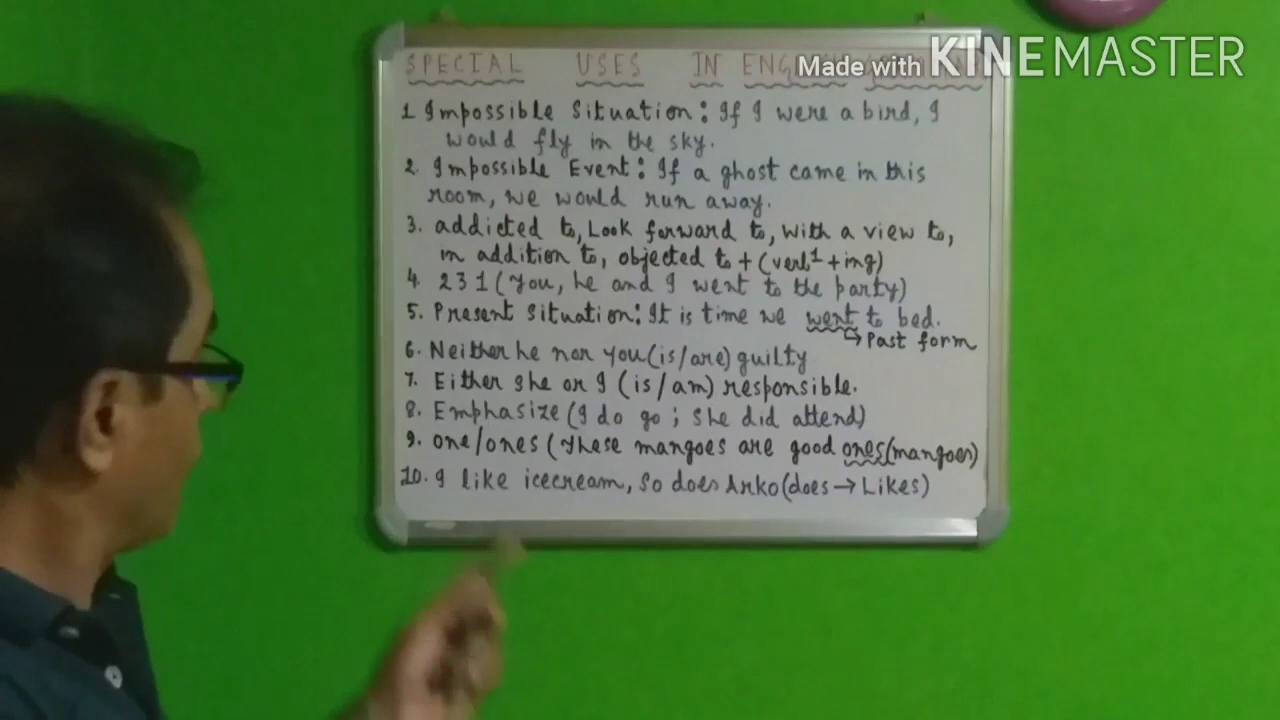 SPECIAL USES IN ENGLISH
Made with KINEMASTER
1 Impossible Situation: If I were a bird, I
would fly in the sky.
2. Impossible Event: If a ghost came in this
room, we would run away.
3. addicted to, Look forward to, with a view to,
in addition to, objected to + (verb1 + ing)
4. 2 3 1 (You, he and I went to the party)
5. Present Situation: It is time we went to bed.
→ Past form
6. Neither he nor you (is/are) guilty
7. Either she or I (is/am) responsible.
8. Emphasize (I do go ; She did attend)
9. one/ones (These mangoes are good ones (mangoes)
10. I like icecream, So does Arko (does → Likes)